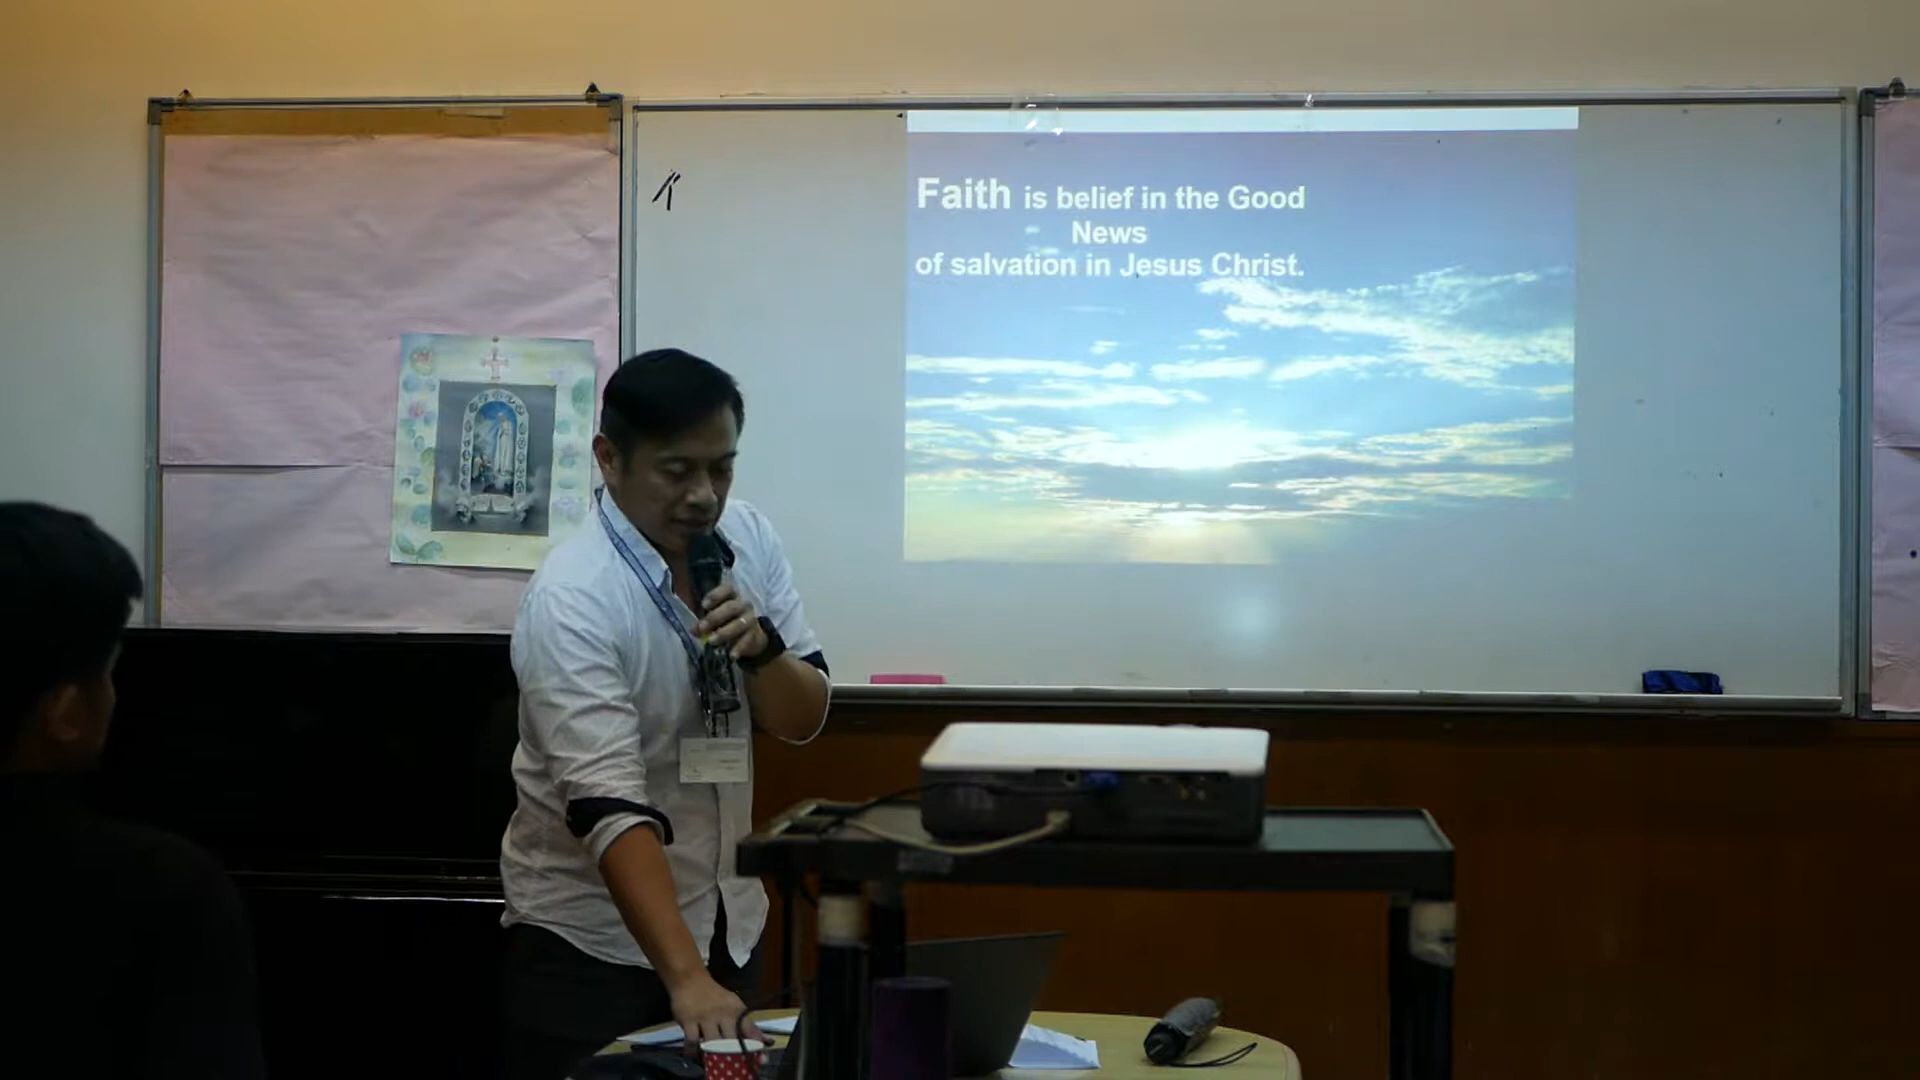 Faith is belief in the Good
News
of salvation in Jesus Christ.